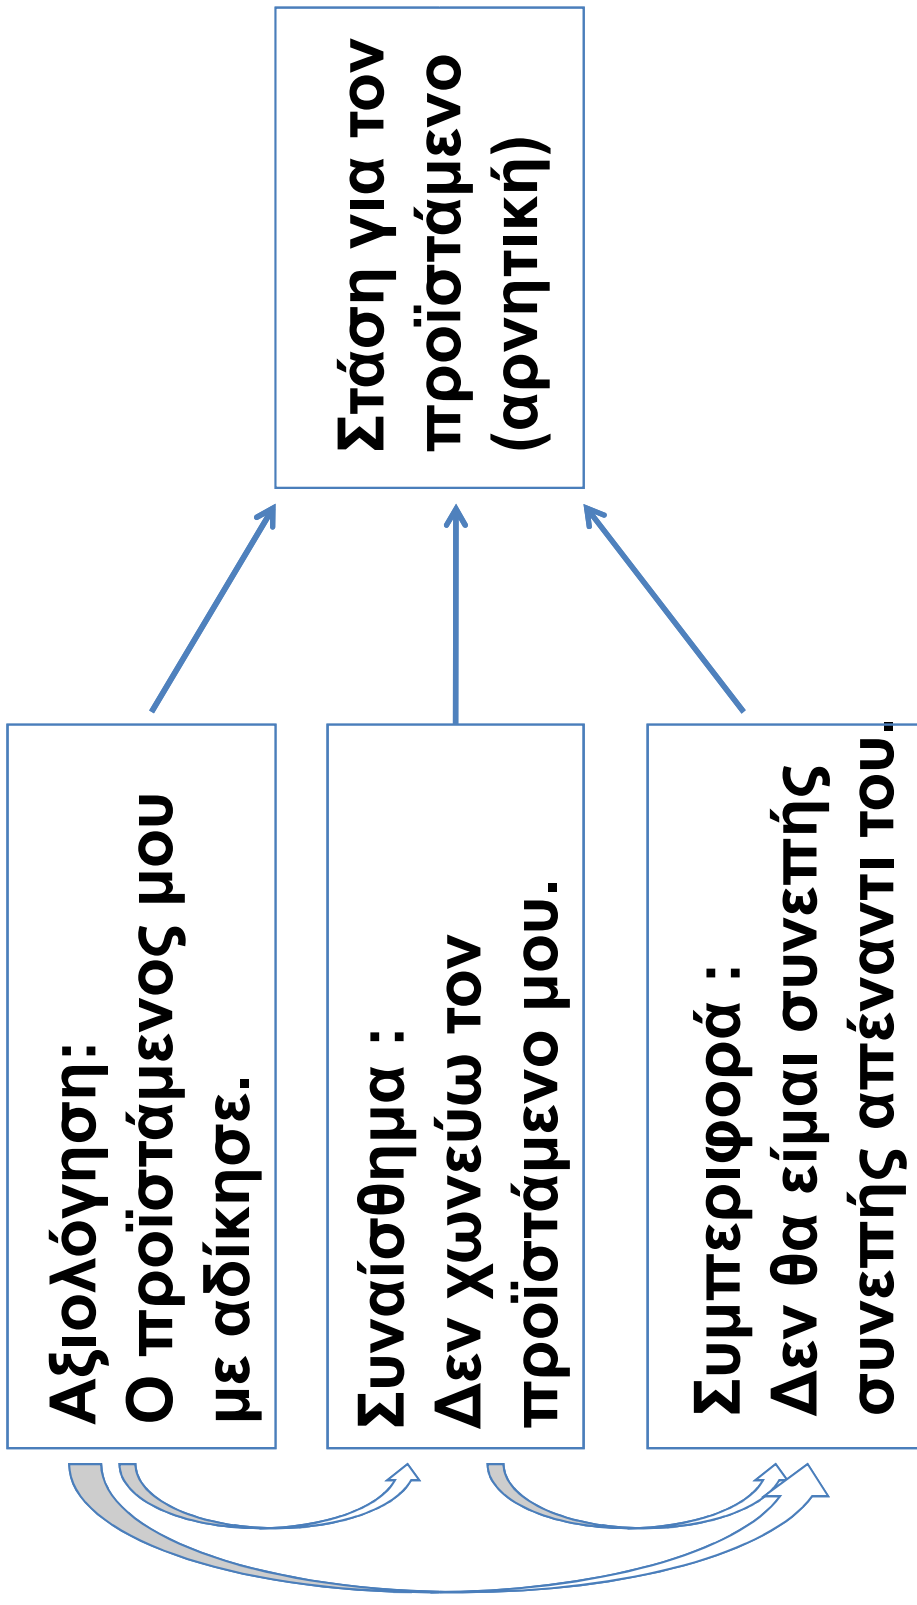 Αξιολόγηση:
Ο προϊστάμενος μου
με αδίκησε.
Συναίσθημα :
Δεν χωνεύω τον
προϊστάμενο μου.
Συμπεριφορά :
Δεν θα είμαι συνεπής
συνεπής απέναντι του.
Στάση για τον
προϊστάμενο
(αρνητική)